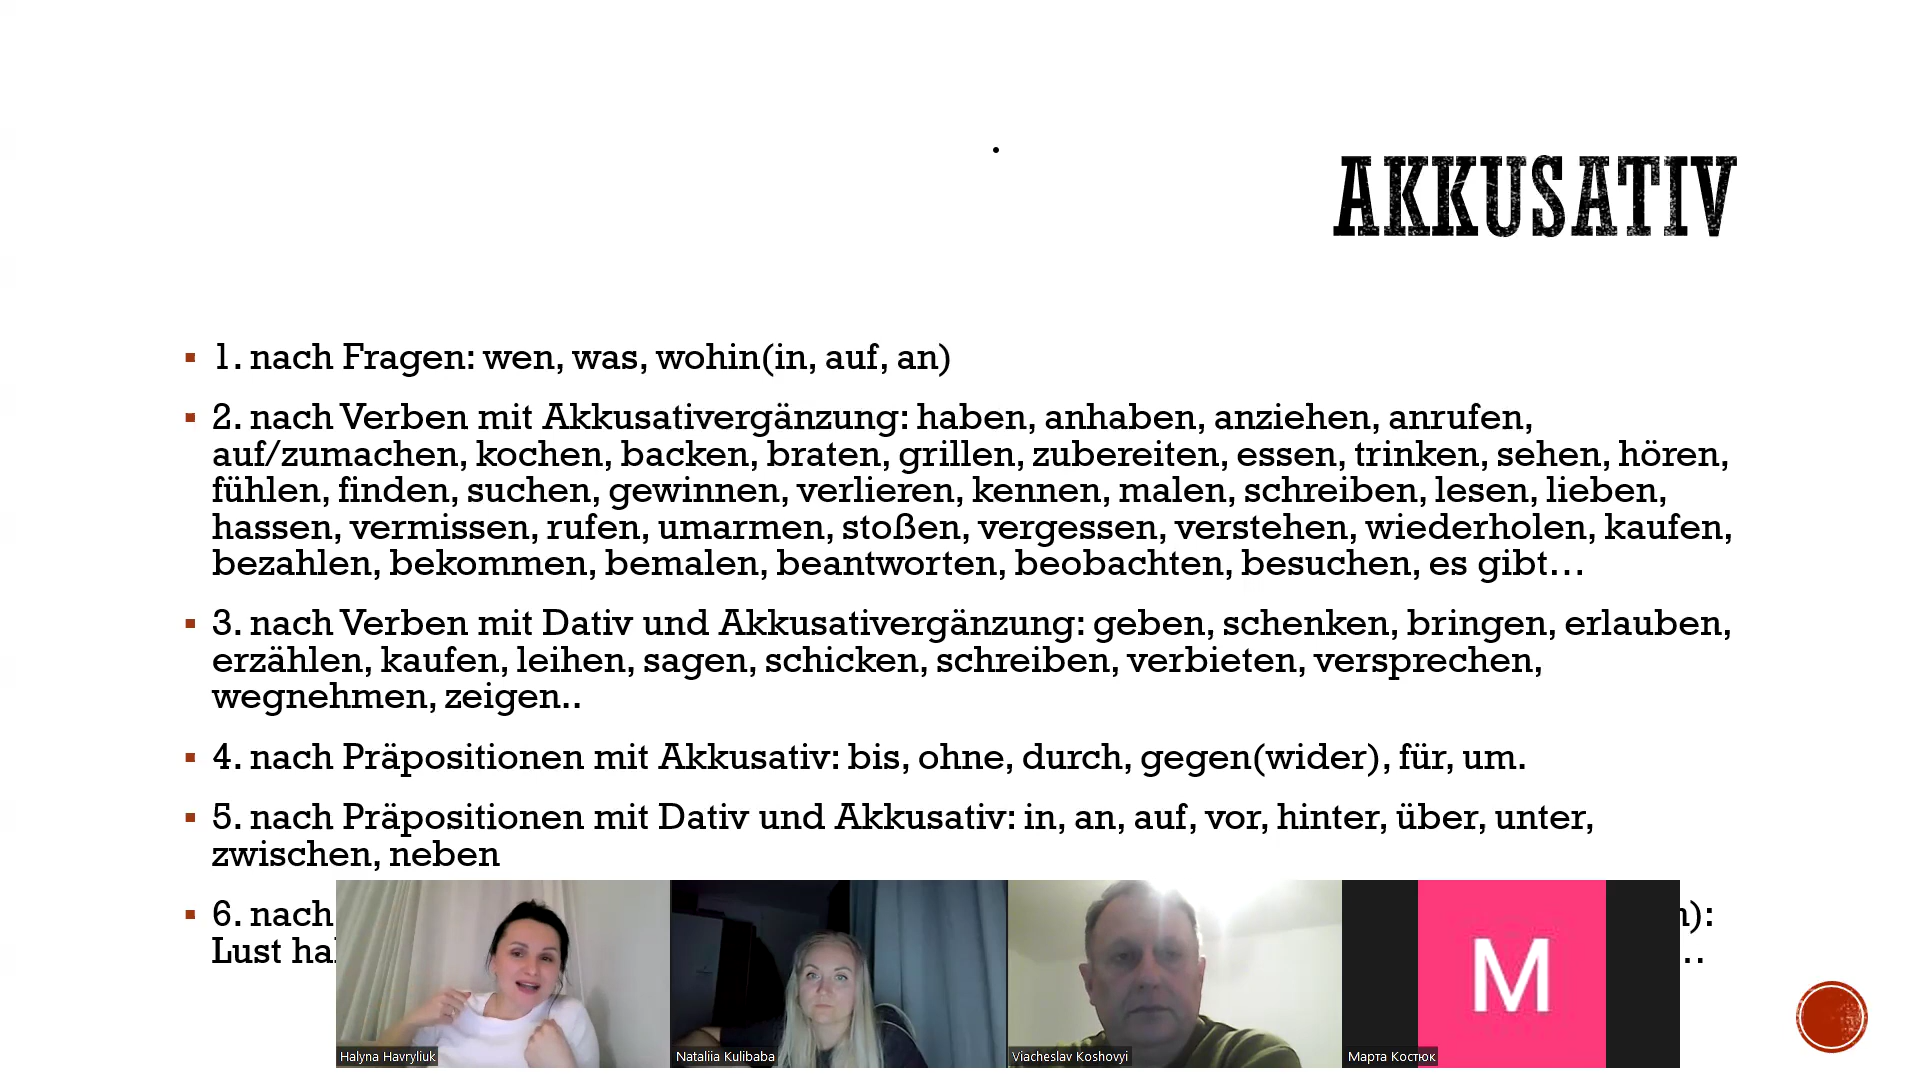 AKKUSATIV
1. nach Fragen: wen, was, wohin(in, auf, an)
2. nach Verben mit Akkusativergänzung: haben, anhaben, anziehen, anrufen,
auf/zumachen, kochen, backen, braten, grillen, zubereiten, essen, trinken, sehen, hören,
fühlen, finden, suchen, gewinnen, verlieren, kennen, malen, schreiben, lesen, lieben,
hassen, vermissen, rufen, umarmen, stoßen, vergessen, verstehen, wiederholen, kaufen,
bezahlen, bekommen, bemalen, beantworten, beobachten, besuchen, es gibt...
3. nach Verben mit Dativ und Akkusativergänzung: geben, schenken, bringen, erlauben,
erzählen, kaufen, leihen, sagen, schicken, schreiben, verbieten, versprechen,
wegnehmen, zeigen..
4. nach Präpositionen mit Akkusativ: bis, ohne, durch, gegen(wider), für, um.
5. nach Präpositionen mit Dativ und Akkusativ: in, an, auf, vor, hinter, über, unter,
zwischen, neben
6. nach
Lust
M
Halyna Havryliuk
Nataliia Kulibaba
Viacheslav Koshovyi
Марта Костюк